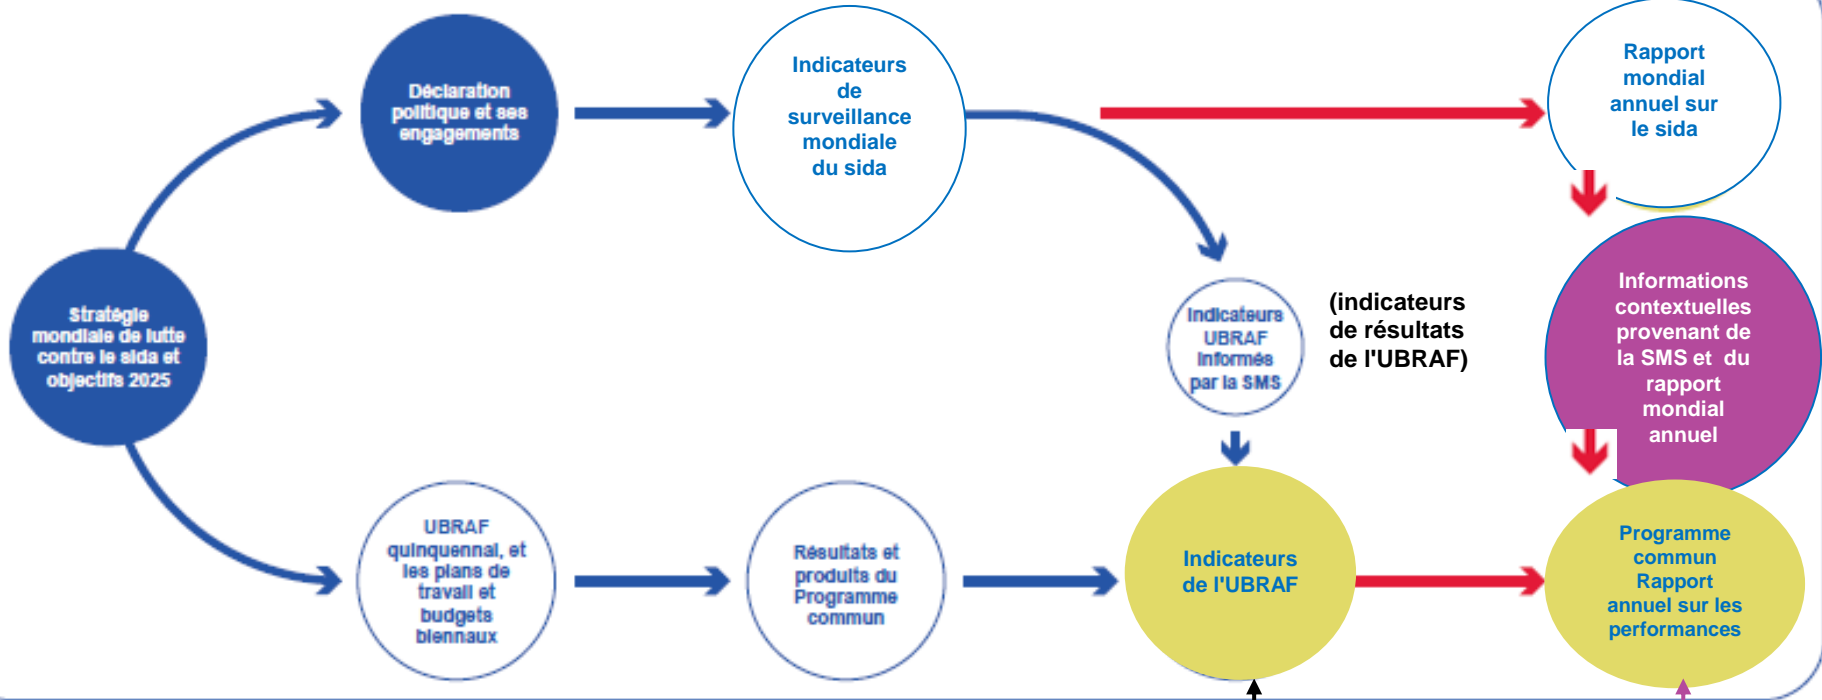 Déclaration
politique et ses
engagements
Indicateurs
de
surveillance
mondiale
du sida
Rapport
mondial
annuel sur
le sida
Stratégie
mondiale de lutte
contre le sida et
objectifs 2025
Indicateurs
UBRAF
informés
par la SMS
(indicateurs
de résultats
de l'UBRAF)
Informations
contextuelles
provenant de
la SMS et du
rapport
mondial
annuel
UBRAF
quinquennal, et
les plans de
travail et
budgets
biennaux
Résultats et
produits du
Programme
commun
Indicateurs
de l'UBRAF
Programme
commun
Rapport
annuel sur les
performances